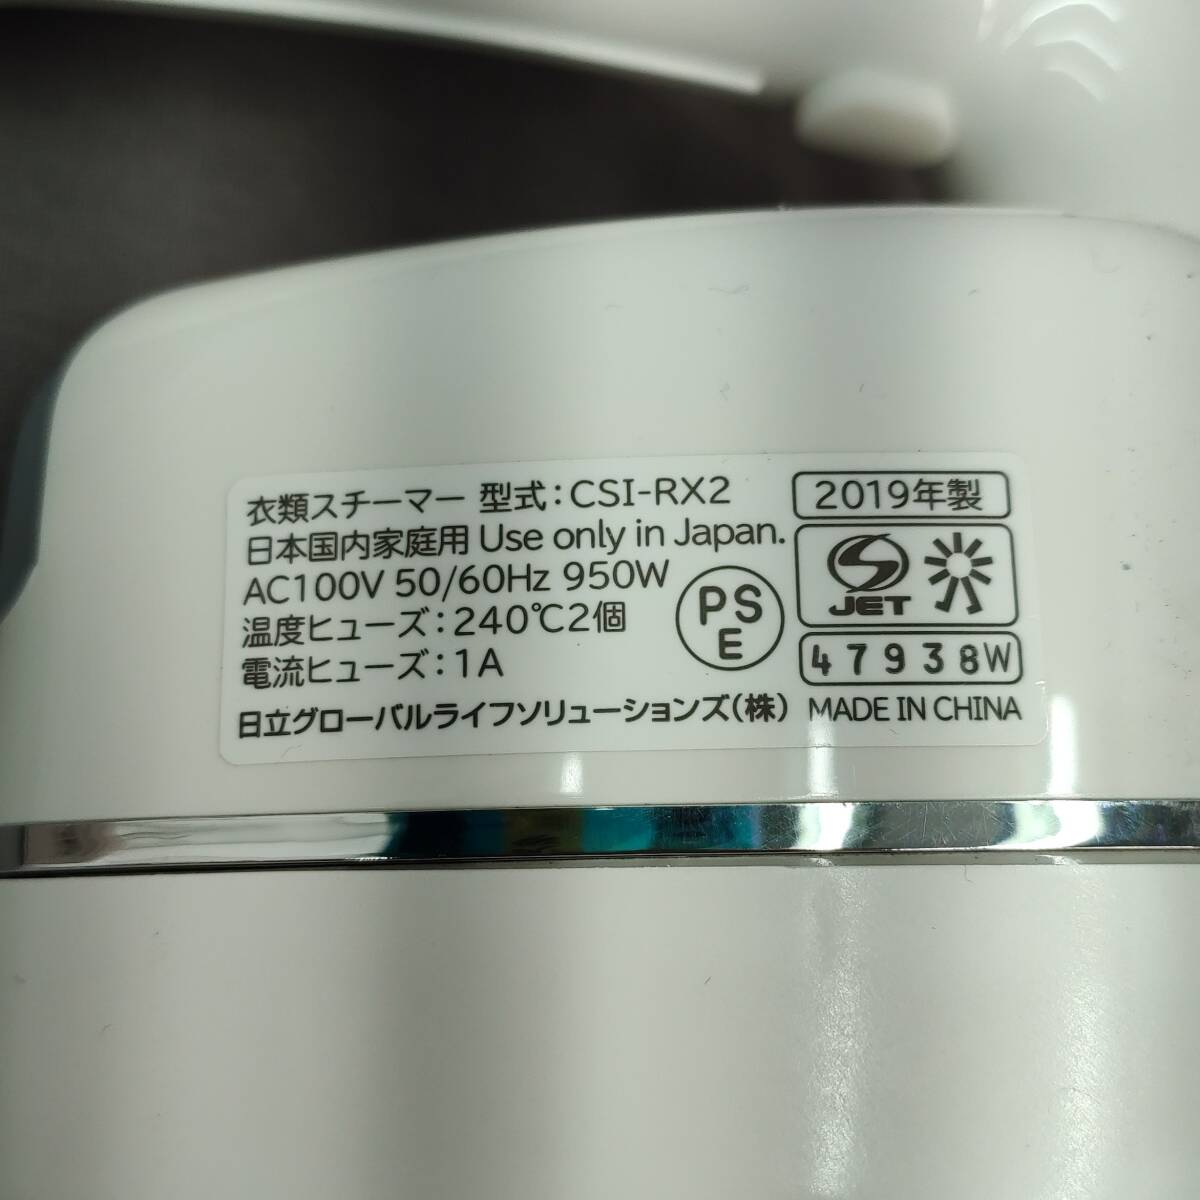 衣類スチーマー 型式：CSI-RX2
2019年製
日本国内家庭用 Use only in Japan.
AC100V 50/60Hz 950W
温度ヒューズ：240℃2個
電流ヒューズ：1A
PS
E
JET
47938W
日立グローバルライフソリューションズ(株) MADE IN CHINA